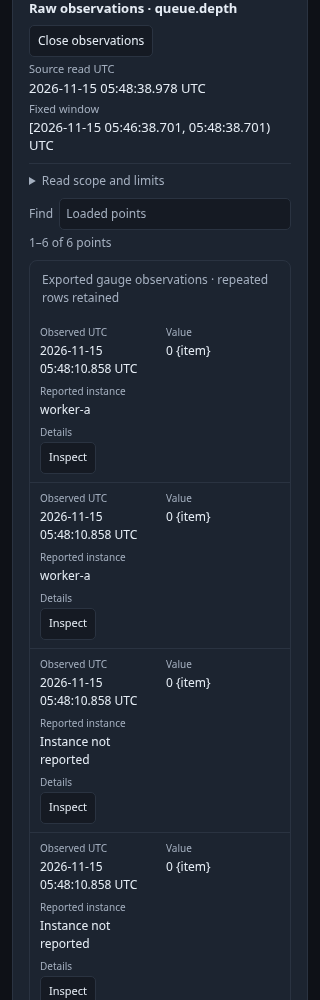 Raw observations · queue.depth
Close observations
Source read UTC
2026-11-15 05:48:38.978 UTC
Fixed window
[2026-11-15 05:46:38.701, 05:48:38.701)
UTC
▶ Read scope and limits
Find Loaded points
1–6 of 6 points
Exported gauge observations · repeated
rows retained
Observed UTC Value
2026-11-15 0 {item}
05:48:10.858 UTC
Reported instance
worker-a
Details
Inspect
Observed UTC Value
2026-11-15 0 {item}
05:48:10.858 UTC
Reported instance
worker-a
Details
Inspect
Observed UTC Value
2026-11-15 0 {item}
05:48:10.858 UTC
Reported instance
Instance not
reported
Details
Inspect
Observed UTC Value
2026-11-15 0 {item}
05:48:10.858 UTC
Reported instance
Instance not
reported
Details
Inspect